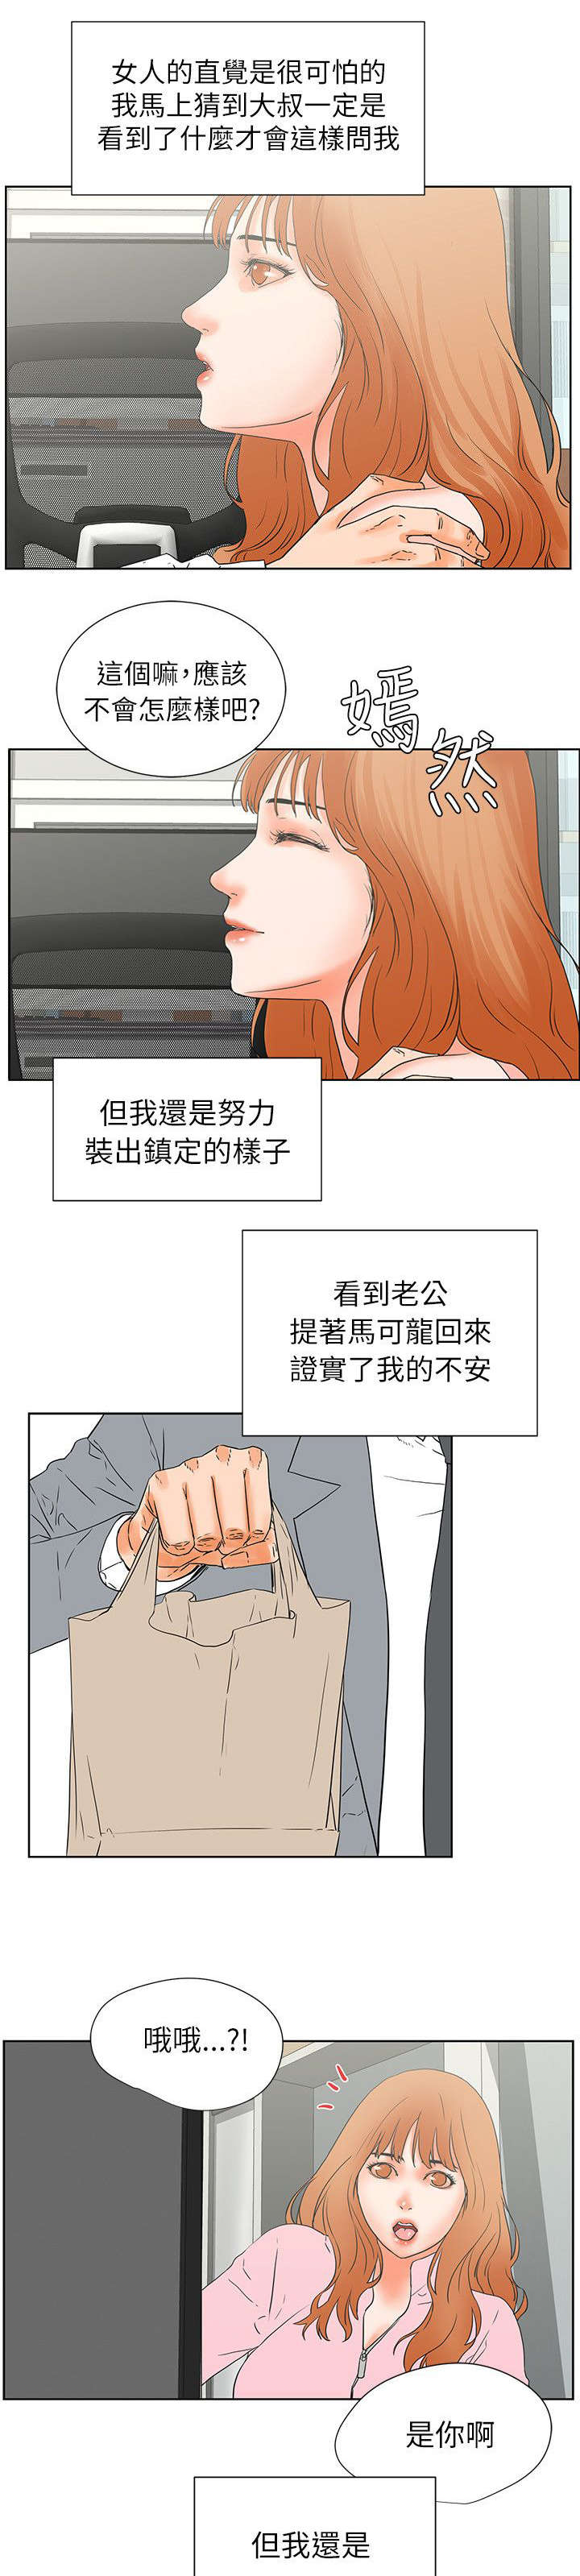 女人的直覺是很可怕的
我馬上猜到大叔一定是
看到了什麼才會這樣問我
這個嘛，應該
不會怎麼樣吧？
嫣然
但我還是努力
裝出鎮定的樣子
看到老公
提著馬可龍回來
證實了我的不安
哦哦...?!
是你啊
但我還是